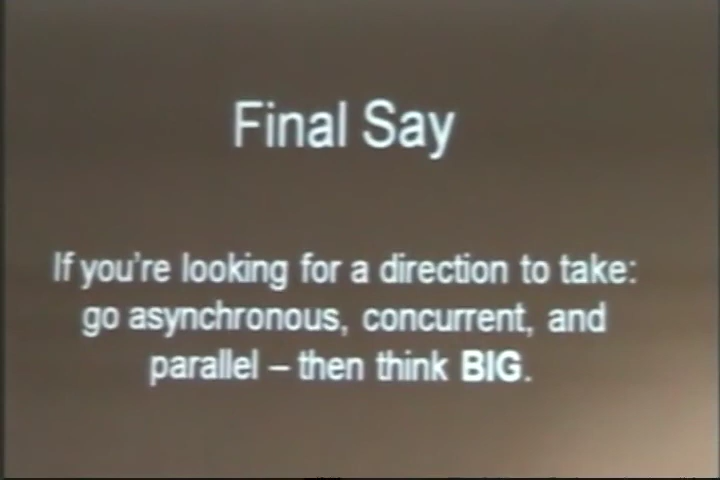 Final Say
If you're looking for a direction to take:
go asynchronous, concurrent, and
parallel – then think BIG.